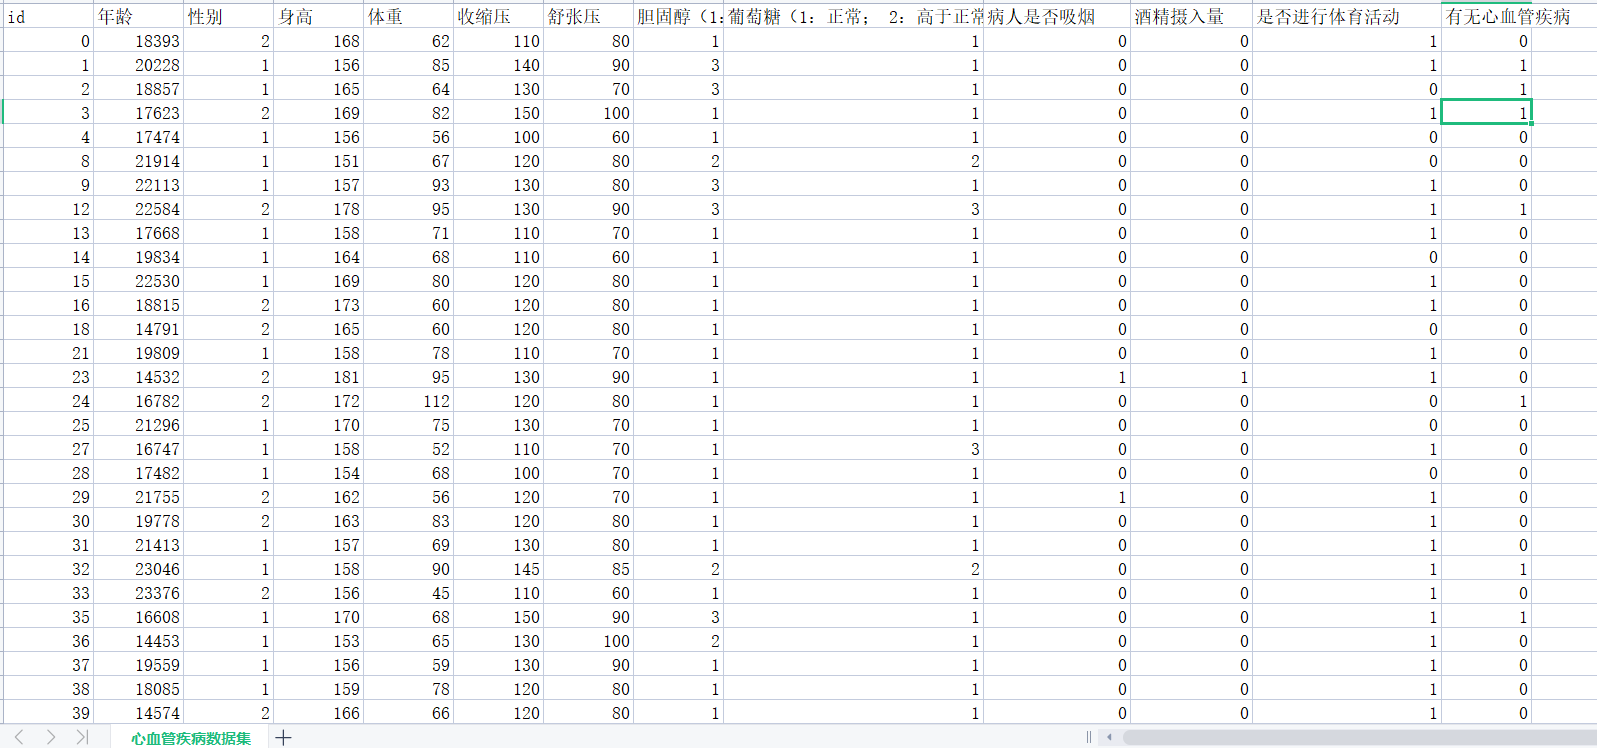 id 年龄 性别 身高 体重 收缩压 舒张压 胆固醇（1: 葡萄糖（1: 正常; 2: 高于正常 病人是否吸烟 酒精摄入量 是否进行体育活动 有无心血管疾病
0 18393 2 168 62 110 80 1 1 0 0 1 0
1 20228 1 156 85 140 90 3 1 0 0 1 1
2 18857 1 165 64 130 70 3 1 0 0 0 1
3 17623 2 169 82 150 100 1 1 0 0 1 1
4 17474 1 156 56 100 60 1 1 0 0 0 0
8 21914 1 151 67 120 80 2 2 0 0 0 0
9 22113 1 157 93 130 80 3 1 0 0 1 0
12 22584 2 178 95 130 90 3 3 0 0 1 1
13 17668 1 158 71 110 70 1 1 0 0 1 0
14 19834 1 164 68 110 60 1 1 0 0 0 0
15 22530 1 169 80 120 80 1 1 0 0 1 0
16 18815 2 173 60 120 80 1 1 0 0 1 0
18 14791 2 165 60 120 80 1 1 0 0 0 0
21 19809 1 158 78 110 70 1 1 0 0 1 0
23 14532 2 181 95 130 90 1 1 1 1 1 0
24 16782 2 172 112 120 80 1 1 0 0 0 1
25 21296 1 170 75 130 70 1 1 0 0 0 0
27 16747 1 158 52 110 70 1 3 0 0 1 0
28 17482 1 154 68 100 70 1 1 0 0 0 0
29 21755 2 162 56 120 70 1 1 1 0 1 0
30 19778 2 163 83 120 80 1 1 0 0 1 0
31 21413 1 157 69 130 80 1 1 0 0 1 0
32 23046 1 158 90 145 85 2 2 0 0 1 1
33 23376 2 156 45 110 60 1 1 0 0 1 0
35 16608 1 170 68 150 90 3 1 0 0 1 1
36 14453 1 153 65 130 100 2 1 0 0 1 0
37 19559 1 156 59 130 90 1 1 0 0 1 0
38 18085 1 159 78 120 80 1 1 0 0 1 0
39 14574 2 166 66 120 80 1 1 0 0 1 0
心血管疾病数据集